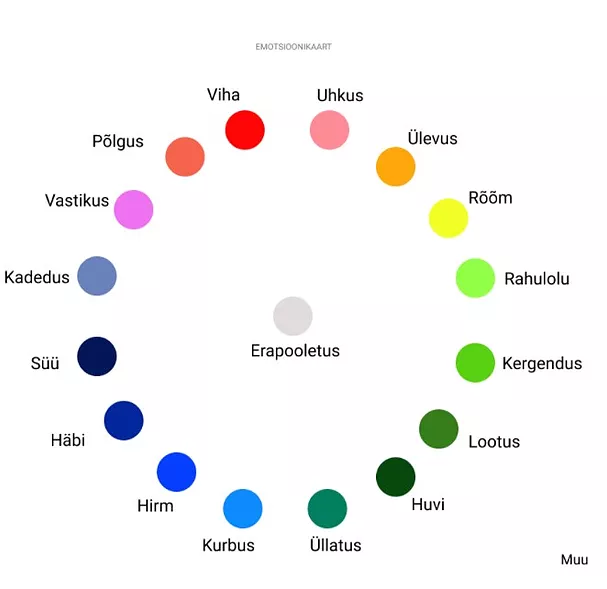 EMOTSIOONIKAART
Viha
Uhkus
Põlgus
Ülevus
Vastikus
Rõõm
Kadedus
Rahulolu
Erapooletus
Süü
Kergendus
Häbi
Lootus
Hirm
Huvi
Kurbus
Üllatus
Muu